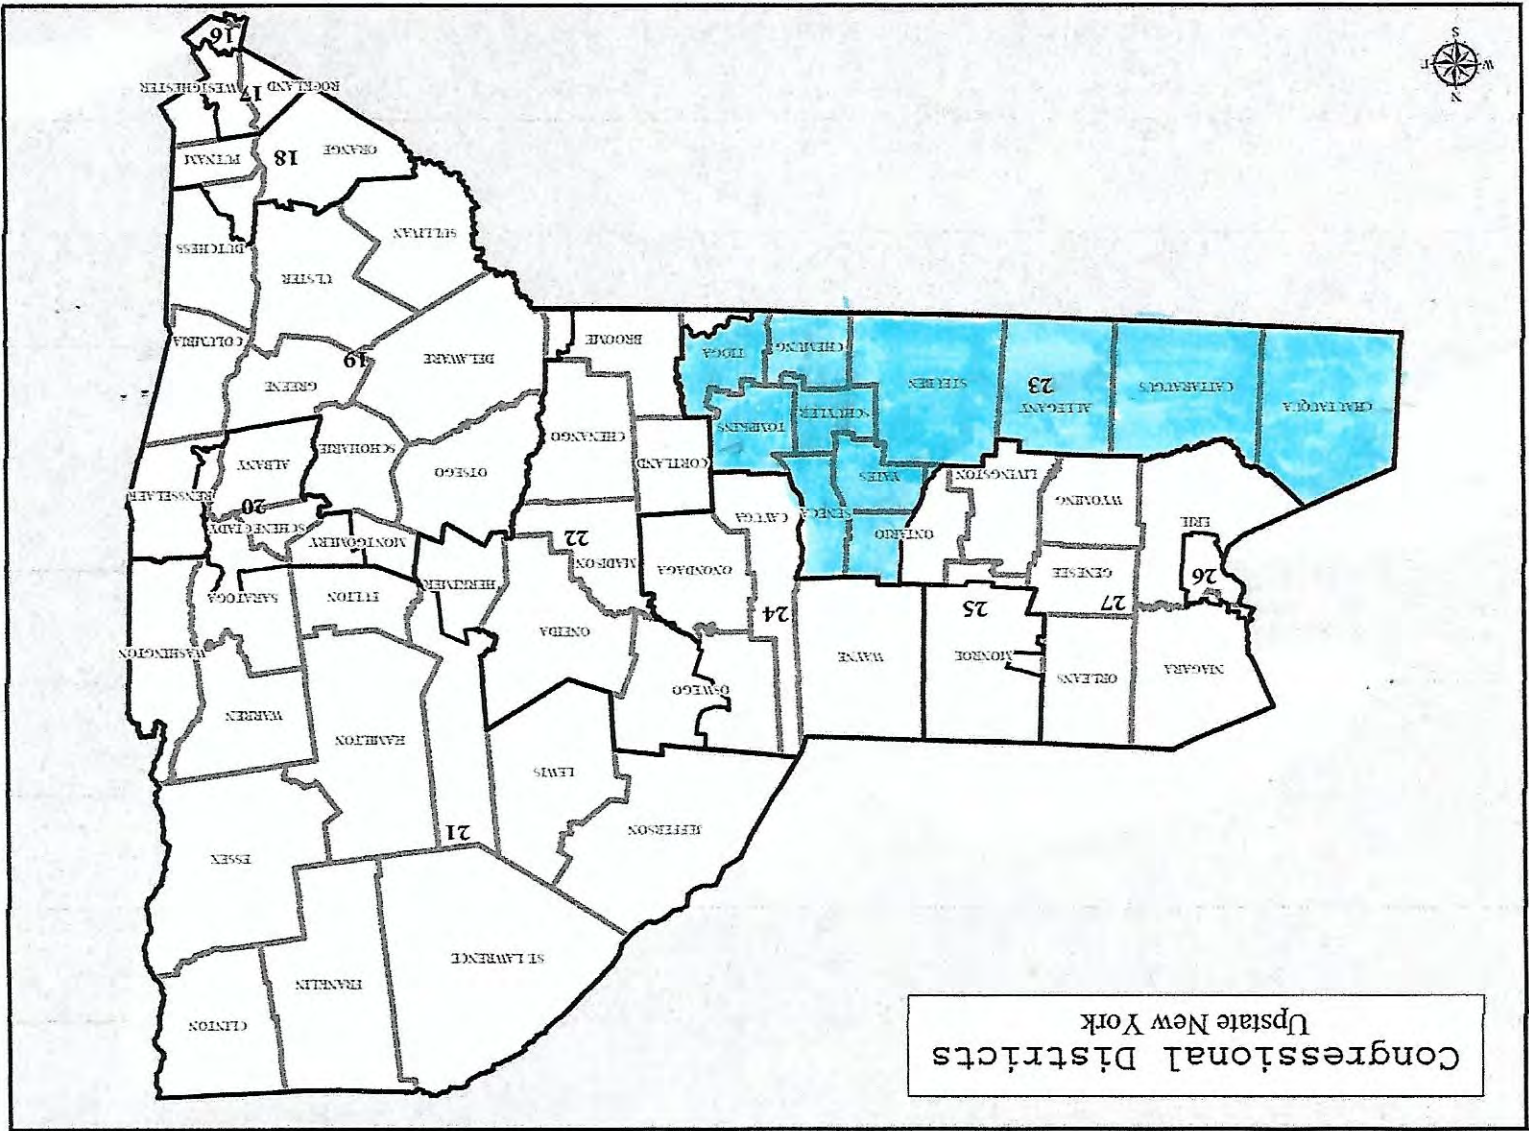 Congressional Districts
Upstate New York
CLINTON
FRANKLIN
ST. LAWRENCE
ESSEX
21
JEFFERSON
LEWIS
HAMILTON
WARREN
WASHINGTON
OSWEGO
ONEIDA
HERKIMER
FULTON
SARATOGA
NIAGARA
ORLEANS
MONROE
WAYNE
24
25
27
26
GENESEE
ERIE
WYOMING
LIVINGSTON
ONTARIO
SENECA
YATES
CAYUGA
ONONDAGA
MADISON
22
MONTGOMERY
SCHENECTADY
20
RENSSELAER
ALBANY
SCHOHARIE
OTSEGO
CHENANGO
CORTLAND
TOMPKINS
SCHUYLER
CHAUTAUQUA
CATTARAUGUS
ALLEGANY
23
STEUBEN
CHEMUNG
TIOGA
BROOME
DELAWARE
19
GREENE
COLUMBIA
ULSTER
DUTCHESS
SULLIVAN
ORANGE
18
PUTNAM
ROCKLAND
17
WESTCHESTER
16
N
W
S